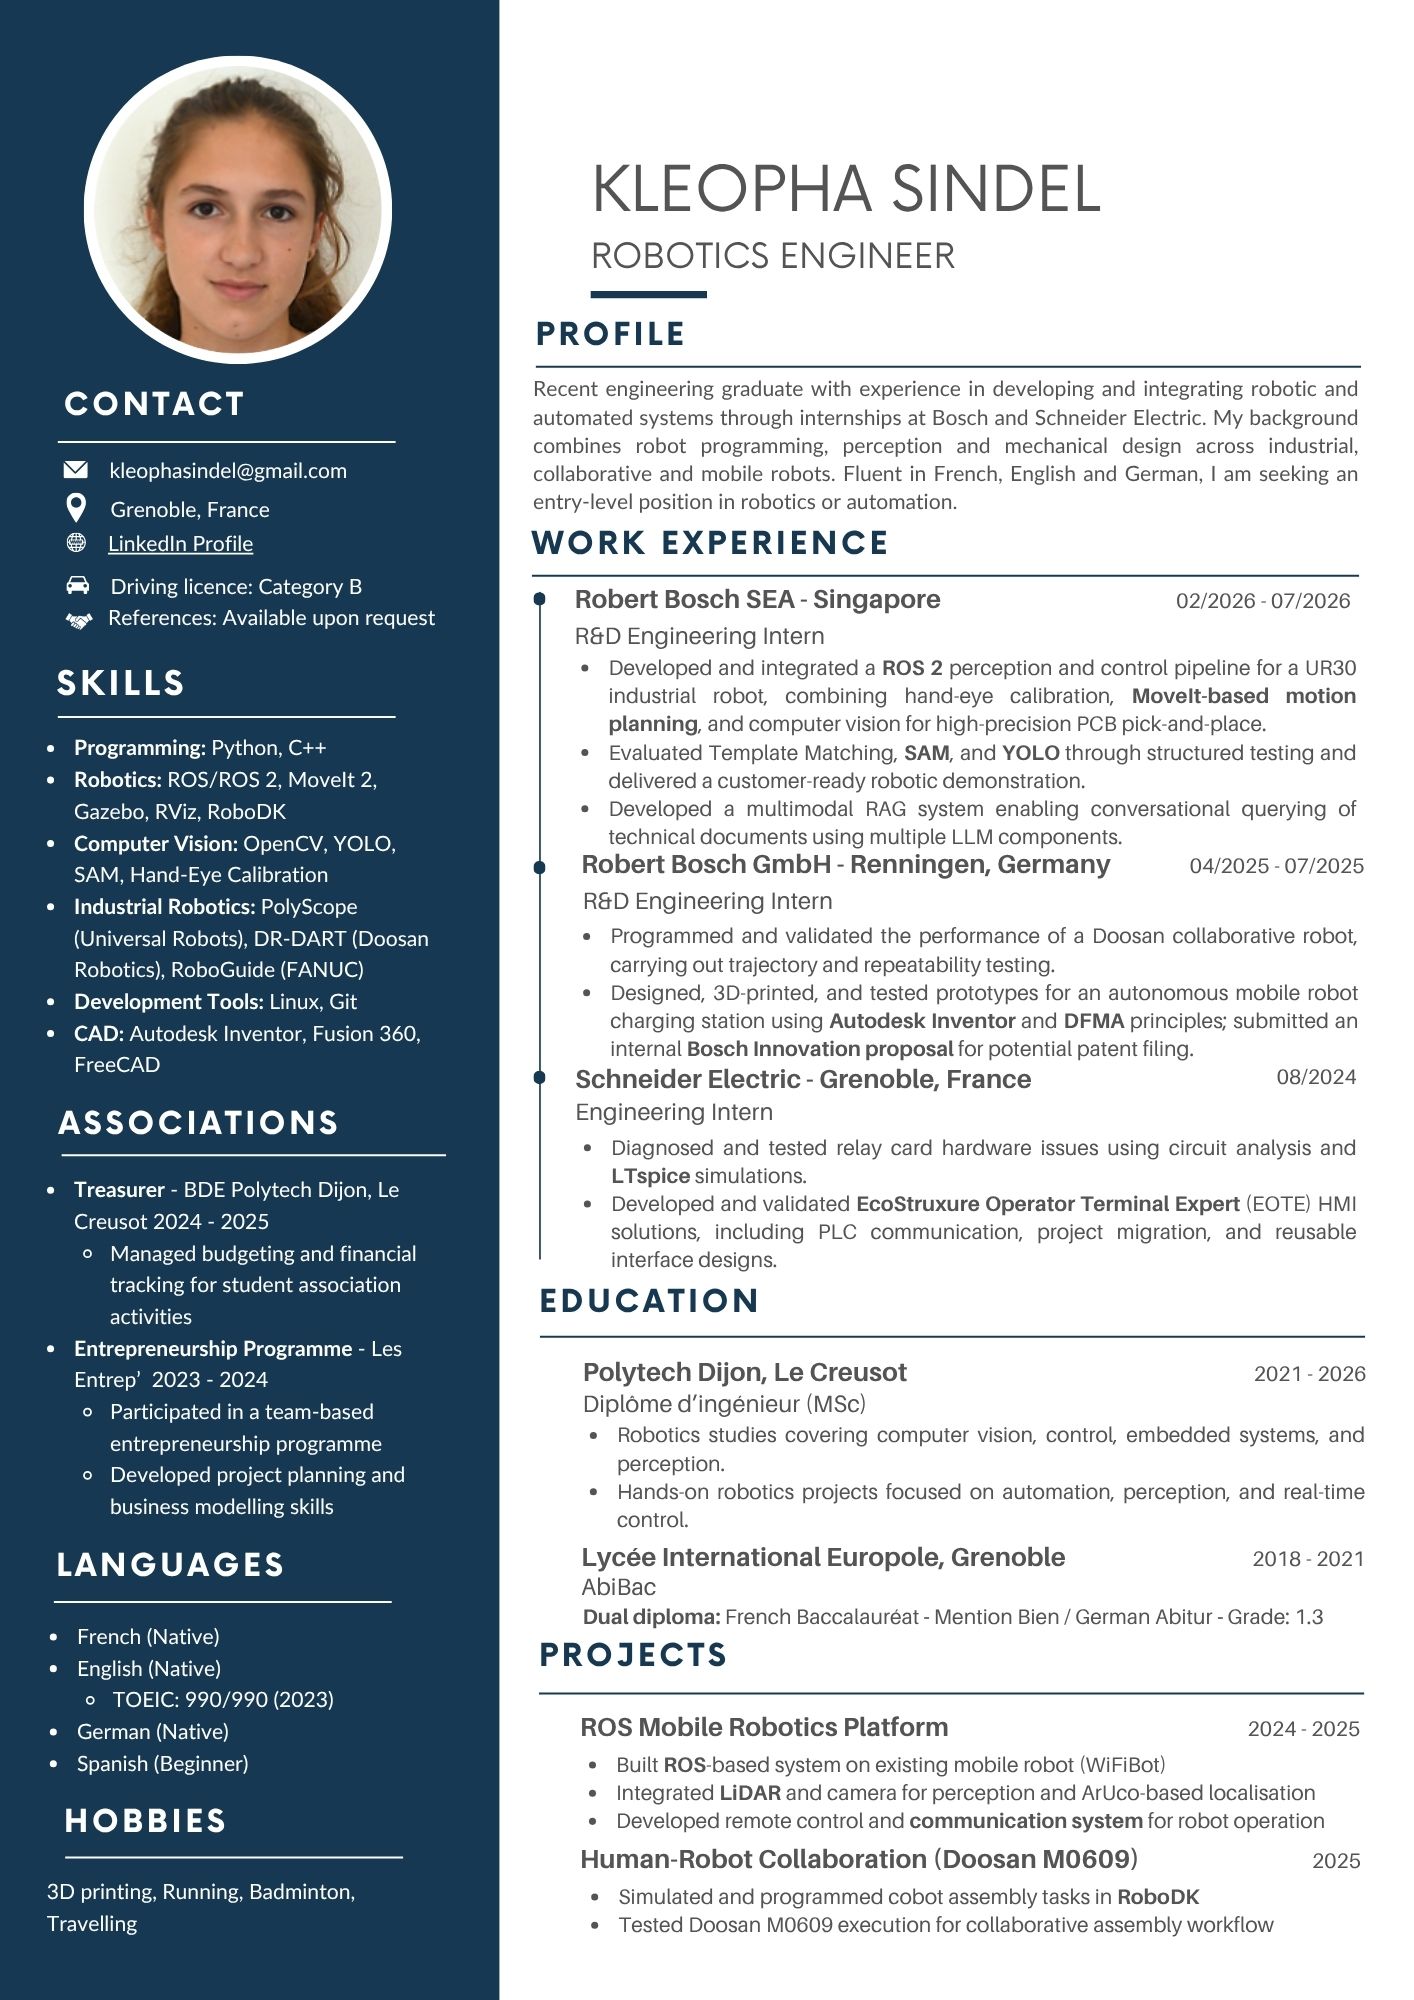 CONTACT
kleophasindel@gmail.com
Grenoble, France
LinkedIn Profile
Driving licence: Category B
References: Available upon request
SKILLS
• Programming: Python, C++
• Robotics: ROS/ROS 2, MoveIt 2,
Gazebo, RViz, RoboDK
• Computer Vision: OpenCV, YOLO,
SAM, Hand-Eye Calibration
• Industrial Robotics: PolyScope
(Universal Robots), DR-DART (Doosan
Robotics), RoboGuide (FANUC)
• Development Tools: Linux, Git
• CAD: Autodesk Inventor, Fusion 360,
FreeCAD
ASSOCIATIONS
• Treasurer - BDE Polytech Dijon, Le
Creusot 2024 - 2025
◦ Managed budgeting and financial
tracking for student association
activities
• Entrepreneurship Programme - Les
Entrep’ 2023 - 2024
◦ Participated in a team-based
entrepreneurship programme
◦ Developed project planning and
business modelling skills
LANGUAGES
• French (Native)
• English (Native)
◦ TOEIC: 990/990 (2023)
• German (Native)
• Spanish (Beginner)
HOBBIES
3D printing, Running, Badminton,
Travelling
KLEOPHA SINDEL
ROBOTICS ENGINEER
PROFILE
Recent engineering graduate with experience in developing and integrating robotic and
automated systems through internships at Bosch and Schneider Electric. My background
combines robot programming, perception and mechanical design across industrial,
collaborative and mobile robots. Fluent in French, English and German, I am seeking an
entry-level position in robotics or automation.
WORK EXPERIENCE
Robert Bosch SEA - Singapore 02/2026 - 07/2026
R&D Engineering Intern
• Developed and integrated a ROS 2 perception and control pipeline for a UR30
industrial robot, combining hand-eye calibration, MoveIt-based motion
planning, and computer vision for high-precision PCB pick-and-place.
• Evaluated Template Matching, SAM, and YOLO through structured testing and
delivered a customer-ready robotic demonstration.
• Developed a multimodal RAG system enabling conversational querying of
technical documents using multiple LLM components.
Robert Bosch GmbH - Renningen, Germany 04/2025 - 07/2025
R&D Engineering Intern
• Programmed and validated the performance of a Doosan collaborative robot,
carrying out trajectory and repeatability testing.
• Designed, 3D-printed, and tested prototypes for an autonomous mobile robot
charging station using Autodesk Inventor and DFMA principles; submitted an
internal Bosch Innovation proposal for potential patent filing.
Schneider Electric - Grenoble, France 08/2024
Engineering Intern
• Diagnosed and tested relay card hardware issues using circuit analysis and
LTspice simulations.
• Developed and validated EcoStruxure Operator Terminal Expert (EOTE) HMI
solutions, including PLC communication, project migration, and reusable
interface designs.
EDUCATION
Polytech Dijon, Le Creusot 2021 - 2026
Diplôme d’ingénieur (MSc)
• Robotics studies covering computer vision, control, embedded systems, and
perception.
• Hands-on robotics projects focused on automation, perception, and real-time
control.
Lycée International Europole, Grenoble 2018 - 2021
AbiBac
Dual diploma: French Baccalauréat - Mention Bien / German Abitur - Grade: 1.3
PROJECTS
ROS Mobile Robotics Platform 2024 - 2025
• Built ROS-based system on existing mobile robot (WiFiBot)
• Integrated LiDAR and camera for perception and ArUco-based localisation
• Developed remote control and communication system for robot operation
Human-Robot Collaboration (Doosan M0609) 2025
• Simulated and programmed cobot assembly tasks in RoboDK
• Tested Doosan M0609 execution for collaborative assembly workflow